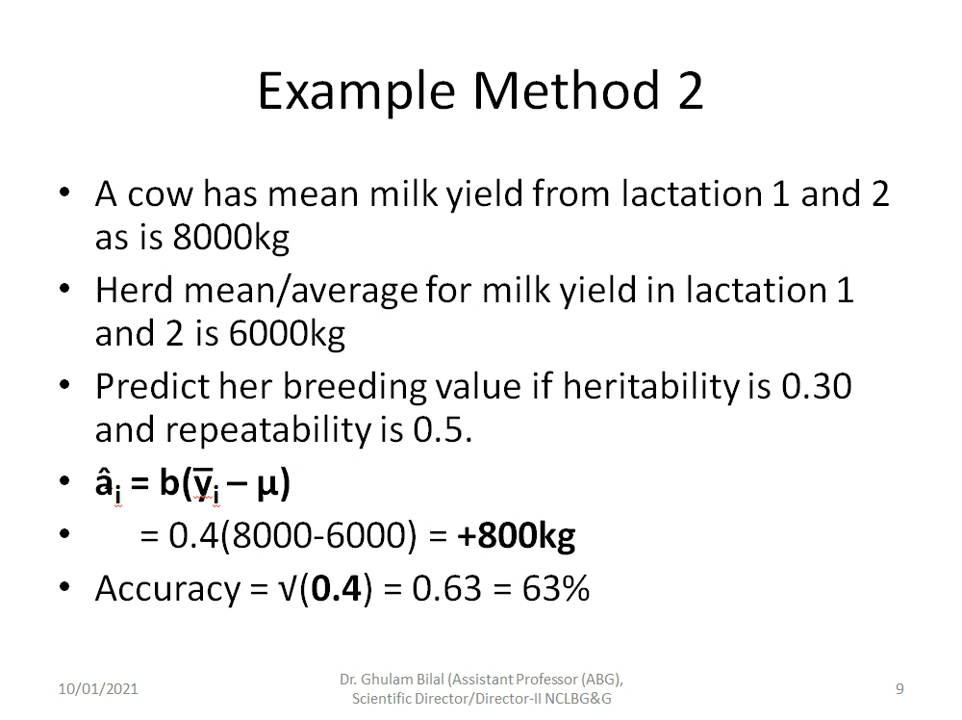 Example Method 2
• A cow has mean milk yield from lactation 1 and 2
as is 8000kg
• Herd mean/average for milk yield in lactation 1
and 2 is 6000kg
• Predict her breeding value if heritability is 0.30
and repeatability is 0.5.
• âi = b(y̅i – µ)
• = 0.4(8000-6000) = +800kg
• Accuracy = √(0.4) = 0.63 = 63%
10/01/2021
Dr. Ghulam Bilal (Assistant Professor (ABG),
Scientific Director/Director-II NCLBG&G
9